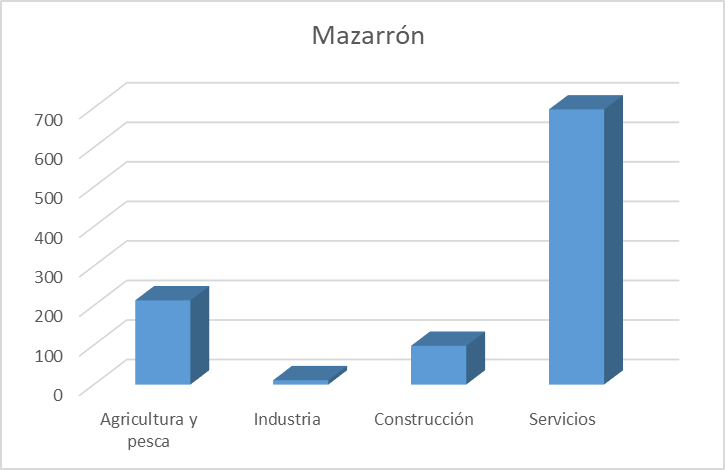 Mazarrón
700
600
500
400
300
200
100
0
Agricultura y
pesca
Industria
Construcción
Servicios